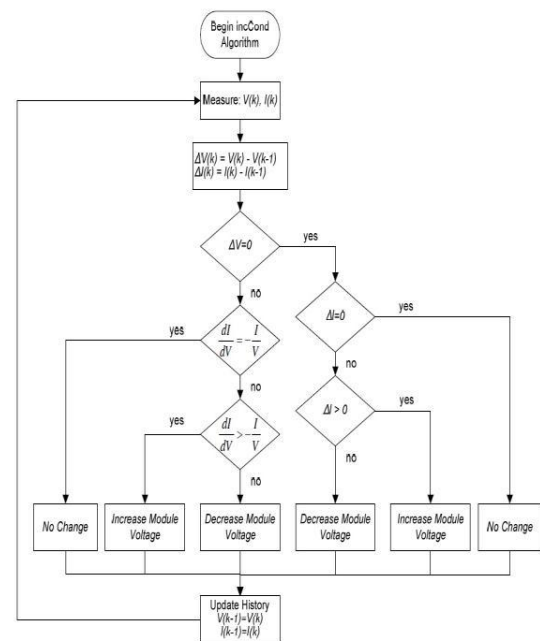 Begin incCond
Algorithm
Measure: V(k), I(k)
ΔV(k) = V(k) - V(k-1)
ΔI(k) = I(k) - I(k-1)
ΔV=0
yes
no
ΔI=0
yes
no
dI/dV = -I/V
yes
no
ΔI > 0
yes
no
dI/dV > -I/V
yes
no
No Change
Increase Module
Voltage
Decrease Module
Voltage
Decrease Module
Voltage
Increase Module
Voltage
No Change
Update History
V(k-1)=V(k)
I(k-1)=I(k)